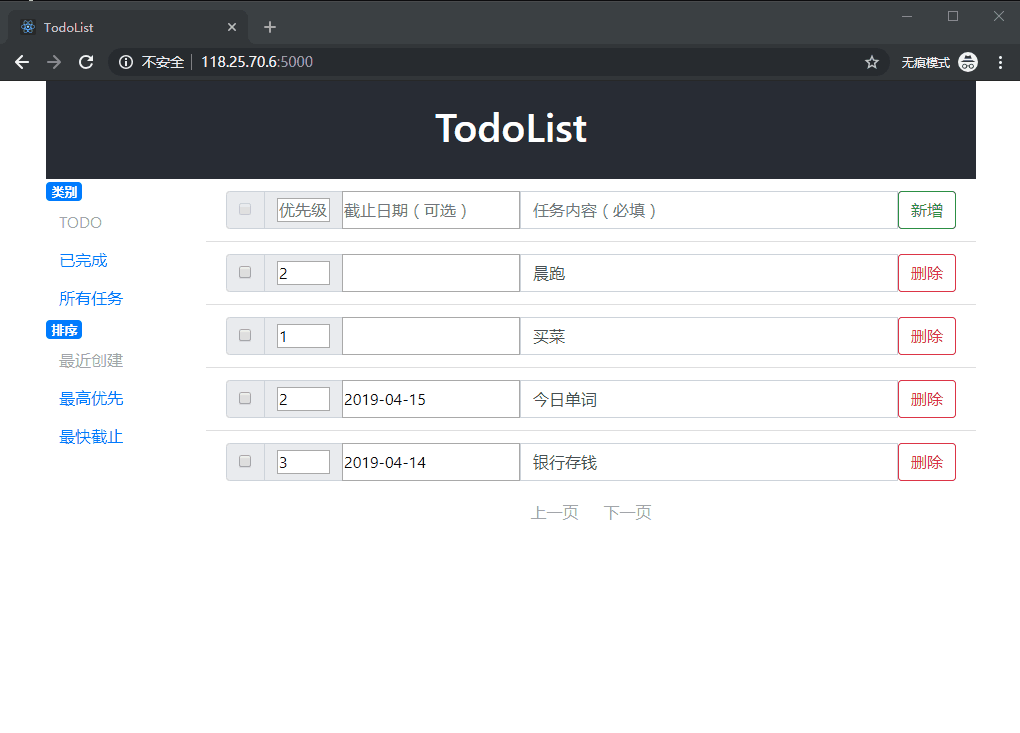 TodoList
不安全 118.25.70.6:5000 无痕模式
TodoList
类别
TODO
已完成
所有任务
排序
最近创建
最高优先
最快截止
优先级 截止日期（可选） 任务内容（必填） 新增
2 晨跑 删除
1 买菜 删除
2 2019-04-15 今日单词 删除
3 2019-04-14 银行存钱 删除
上一页 下一页